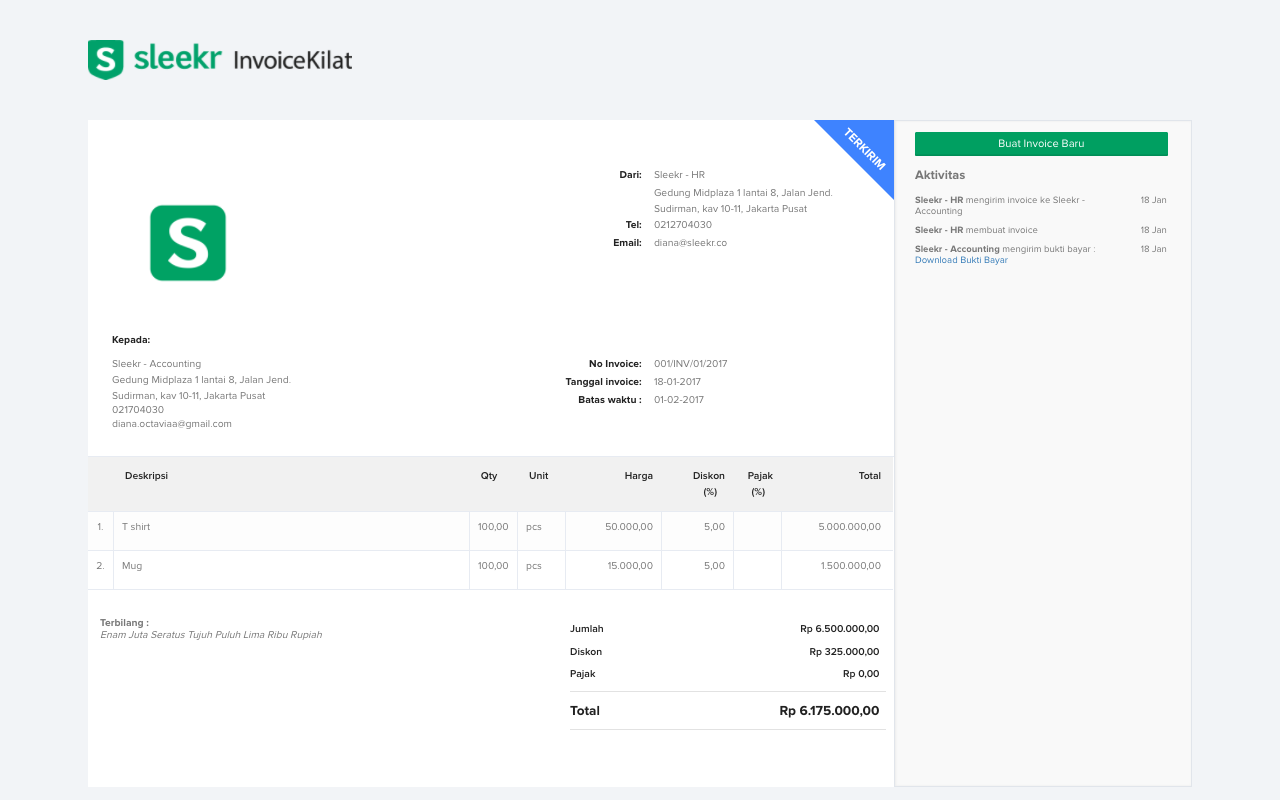 S sleekr InvoiceKilat
TERKIRIM
Dari: Sleekr - HR
Gedung Midplaza 1 lantai 8, Jalan Jend.
Sudirman, kav 10-11, Jakarta Pusat
Tel: 0212704030
Email: diana@sleekr.co
S
Kepada:
Sleekr - Accounting
Gedung Midplaza 1 lantai 8, Jalan Jend.
Sudirman, kav 10-11, Jakarta Pusat
021704030
diana.octaviaa@gmail.com
No Invoice: 001/INV/01/2017
Tanggal invoice: 18-01-2017
Batas waktu : 01-02-2017
Deskripsi Qty Unit Harga Diskon Pajak Total
(%) (%)
1. T shirt 100,00 pcs 50.000,00 5,00 5.000.000,00
2. Mug 100,00 pcs 15.000,00 5,00 1.500.000,00
Terbilang :
Enam Juta Seratus Tujuh Puluh Lima Ribu Rupiah
Jumlah Rp 6.500.000,00
Diskon Rp 325.000,00
Pajak Rp 0,00
Total Rp 6.175.000,00
Buat Invoice Baru
Aktivitas
Sleekr - HR mengirim invoice ke Sleekr - 18 Jan
Accounting
Sleekr - HR membuat invoice 18 Jan
Sleekr - Accounting mengirim bukti bayar : 18 Jan
Download Bukti Bayar